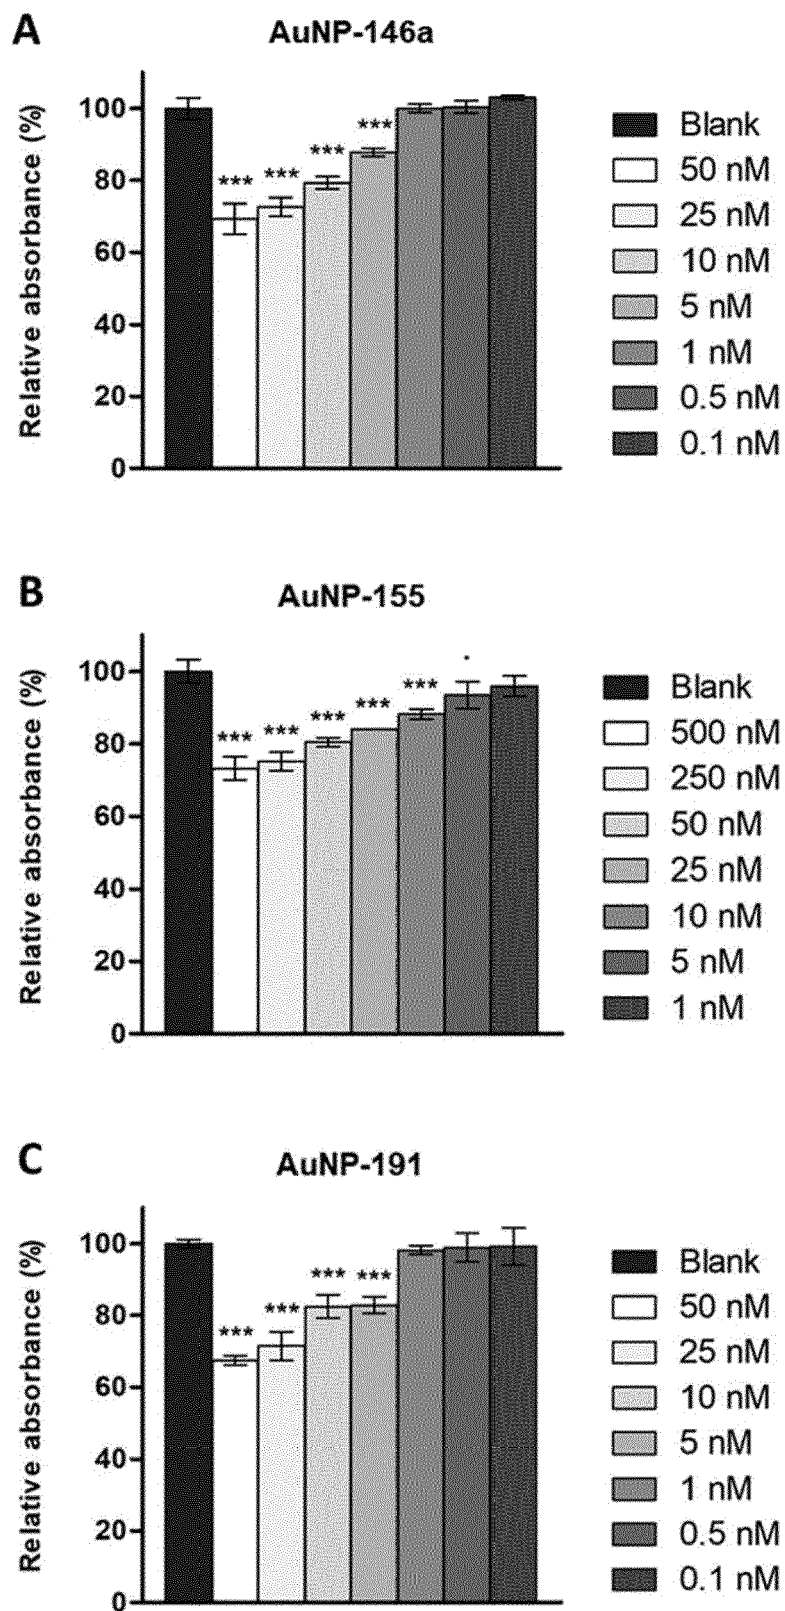 A
AuNP-146a
Relative absorbance (%)
100
80
60
40
20
0
***
***
***
***
Blank
50 nM
25 nM
10 nM
5 nM
1 nM
0.5 nM
0.1 nM
B
AuNP-155
Relative absorbance (%)
100
80
60
40
20
0
***
***
***
***
***
Blank
500 nM
250 nM
50 nM
25 nM
10 nM
5 nM
1 nM
C
AuNP-191
Relative absorbance (%)
100
80
60
40
20
0
***
***
***
***
Blank
50 nM
25 nM
10 nM
5 nM
1 nM
0.5 nM
0.1 nM